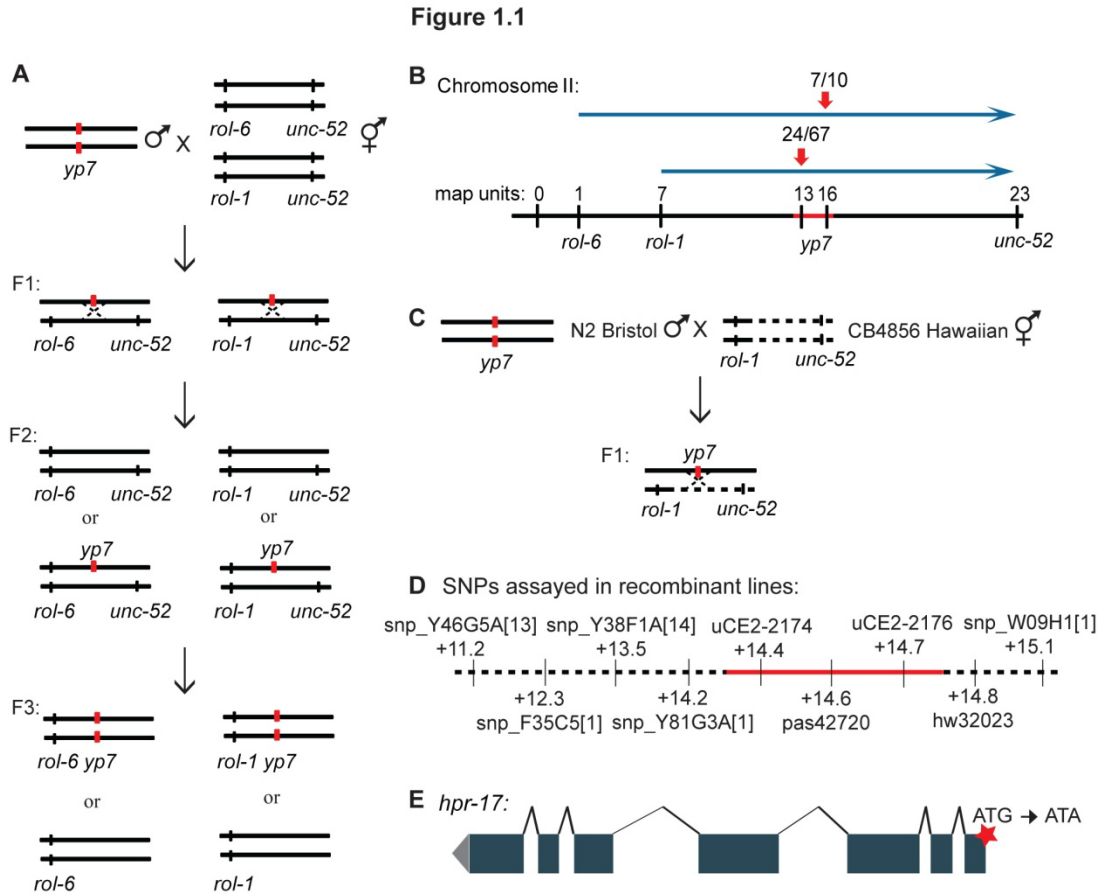 Figure 1.1
A
X
yp7
rol-6 unc-52
rol-1 unc-52
F1:
rol-6 unc-52 rol-1 unc-52
F2:
rol-6 unc-52 rol-1 unc-52
or or
yp7 yp7
rol-6 unc-52 rol-1 unc-52
F3:
rol-6 yp7 rol-1 yp7
or or
rol-6 rol-1
B
7/10
Chromosome II:
24/67
map units: 0 1 7 13 16 23
rol-6 rol-1 yp7 unc-52
C
N2 Bristol ♂ X CB4856 Hawaiian ⚥
yp7 rol-1 unc-52
F1: yp7
rol-1 unc-52
D SNPs assayed in recombinant lines:
snp_Y46G5A[13] snp_Y38F1A[14] uCE2-2174 uCE2-2176 snp_W09H1[1]
+11.2 +13.5 +14.4 +14.7 +15.1
+12.3 +14.2 +14.6 +14.8
snp_F35C5[1] snp_Y81G3A[1] pas42720 hw32023
E hpr-17:
ATG → ATA